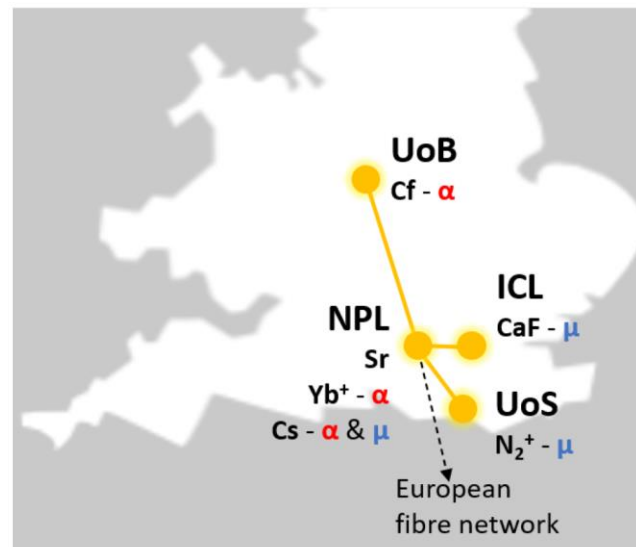 UoB
Cf - α
ICL
CaF - μ
NPL
Sr
Yb⁺ - α
Cs - α & μ
UoS
N₂⁺ - μ
European
fibre network